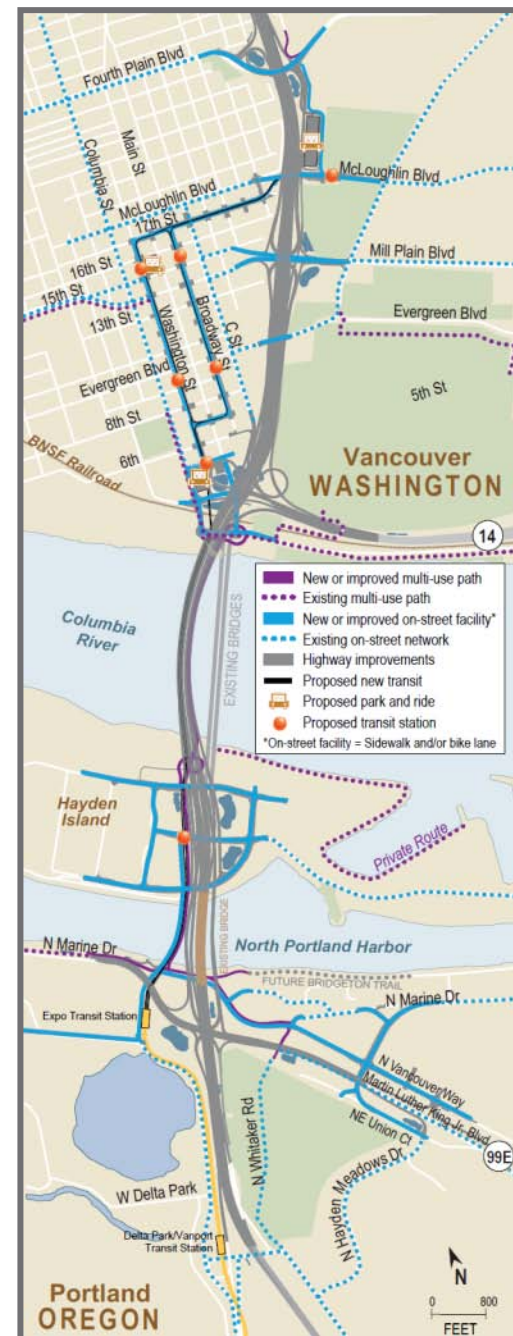 Fourth Plain Blvd
Main St
Columbia St
McLoughlin Blvd
McLoughlin Blvd
17th St
Mill Plain Blvd
16th St
15th St
13th St
Washington St
Broadway St
C St
Evergreen Blvd
Evergreen Blvd
5th St
8th St
6th
BNSF Railroad
Vancouver
WASHINGTON
14
New or improved multi-use path
Existing multi-use path
New or improved on-street facility*
Existing on-street network
Highway improvements
Proposed new transit
Proposed park and ride
Proposed transit station
*On-street facility = Sidewalk and/or bike lane
Columbia
River
EXISTING BRIDGES
Hayden
Island
Private Route
EXISTING BRIDGE
North Portland Harbor
N Marine Dr
FUTURE BRIDGETON TRAIL
N Marine Dr
Expo Transit Station
N Vancouver Way
Martin Luther King Jr. Blvd
NE Union Ct
99E
N Whitaker Rd
N Hayden Meadows Dr
W Delta Park
Delta Park/Vanport
Transit Station
Portland
OREGON
N
0 800
FEET